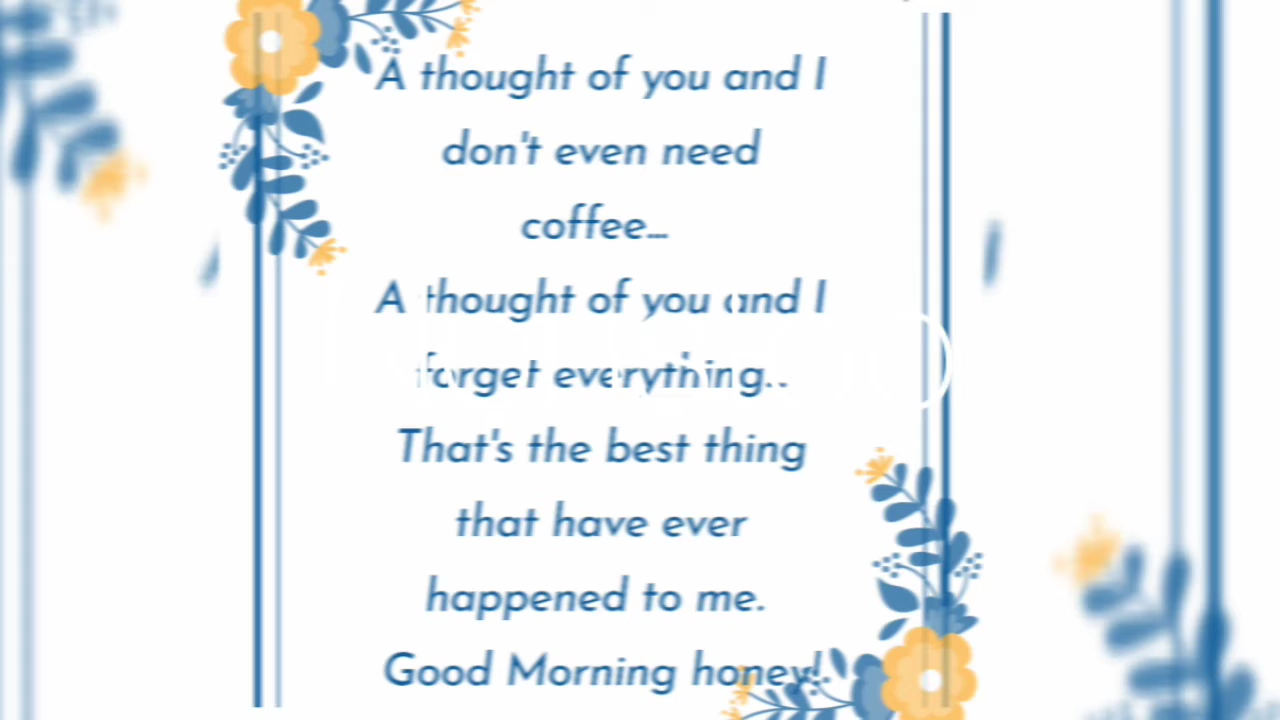 A thought of you and I
don't even need
coffee...
A thought of you and I
forget everything..
That's the best thing
that have ever
happened to me.
Good Morning honey!